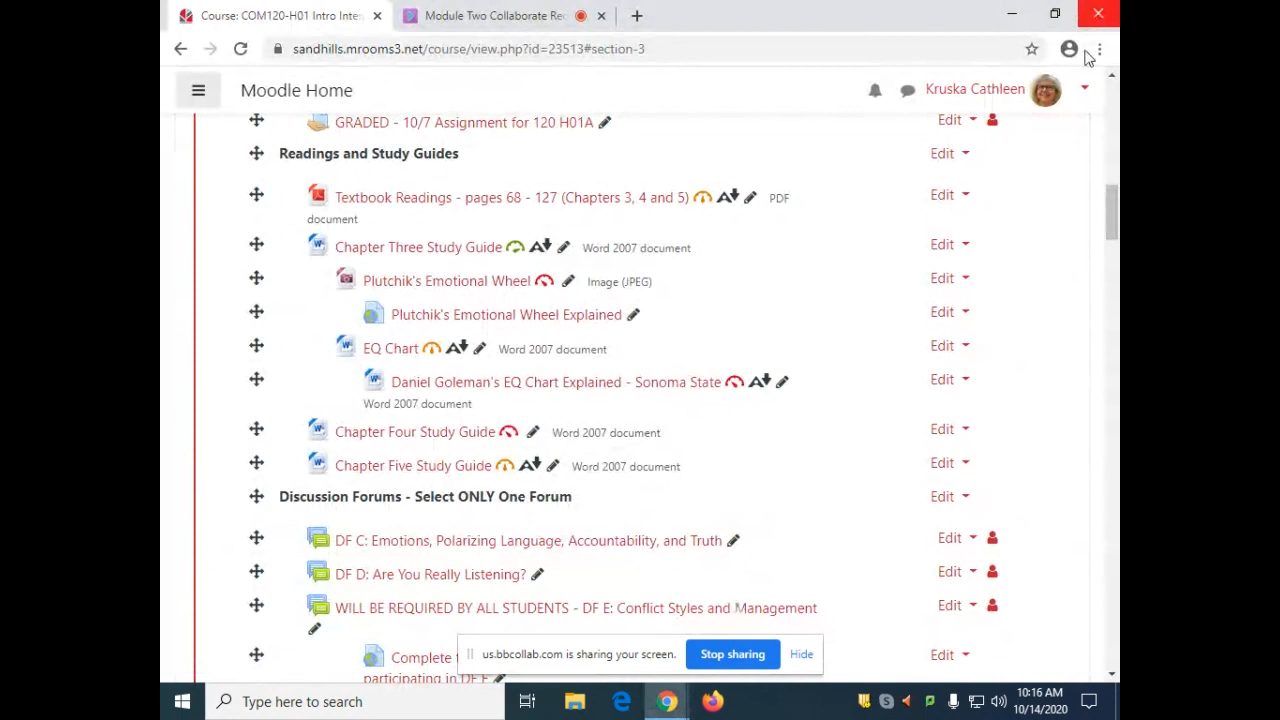 Course: COM120-H01 Intro Inter
Module Two Collaborate Rec
sandhills.mrooms3.net/course/view.php?id=23513#section-3
Moodle Home
Kruska Cathleen
GRADED - 10/7 Assignment for 120 H01A
Edit
Readings and Study Guides
Edit
Textbook Readings - pages 68 - 127 (Chapters 3, 4 and 5) PDF
document
Edit
Chapter Three Study Guide Word 2007 document
Edit
Plutchik's Emotional Wheel Image (JPEG)
Edit
Plutchik's Emotional Wheel Explained
Edit
EQ Chart Word 2007 document
Edit
Daniel Goleman's EQ Chart Explained - Sonoma State
Word 2007 document
Edit
Chapter Four Study Guide Word 2007 document
Edit
Chapter Five Study Guide Word 2007 document
Edit
Discussion Forums - Select ONLY One Forum
Edit
DF C: Emotions, Polarizing Language, Accountability, and Truth
Edit
DF D: Are You Really Listening?
Edit
WILL BE REQUIRED BY ALL STUDENTS - DF E: Conflict Styles and Management
Edit
Complete
participating in DF E
Edit
us.bbcollab.com is sharing your screen.
Stop sharing
Hide
Type here to search
10:16 AM
10/14/2020